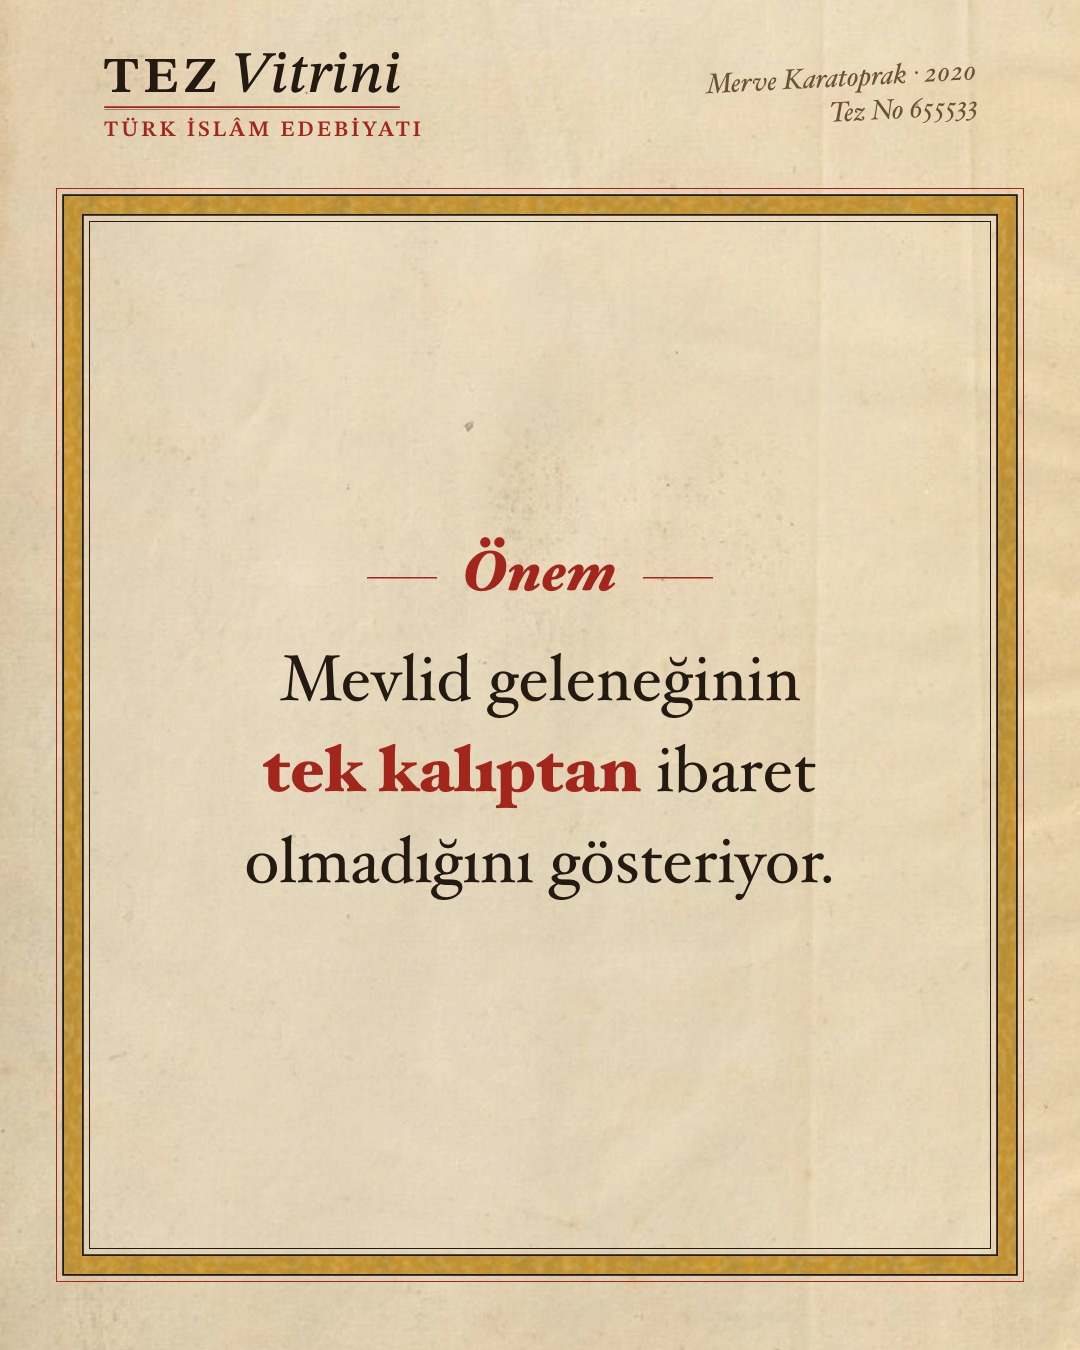 TEZ Vitrini
TÜRK İSLÂM EDEBİYATI
Merve Karatoprak · 2020
Tez No 655533
Önem
Mevlid geleneğinin
tek kalıptan ibaret
olmadığını gösteriyor.